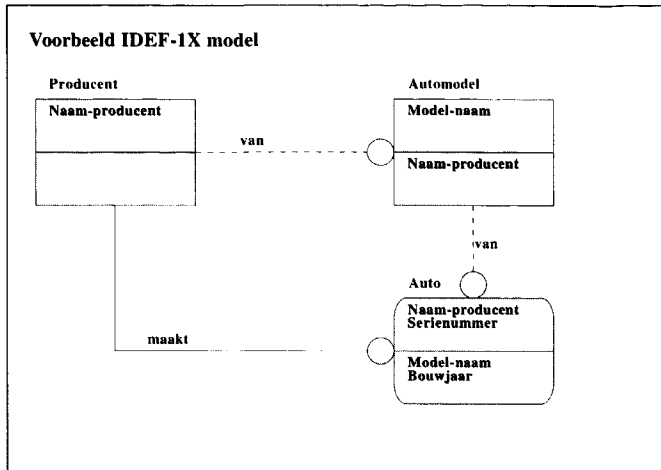 Voorbeeld IDEF-1X model
Producent
Naam-producent
van
Automodel
Model-naam
Naam-producent
van
Auto
Naam-producent
Serienummer
Model-naam
Bouwjaar
maakt